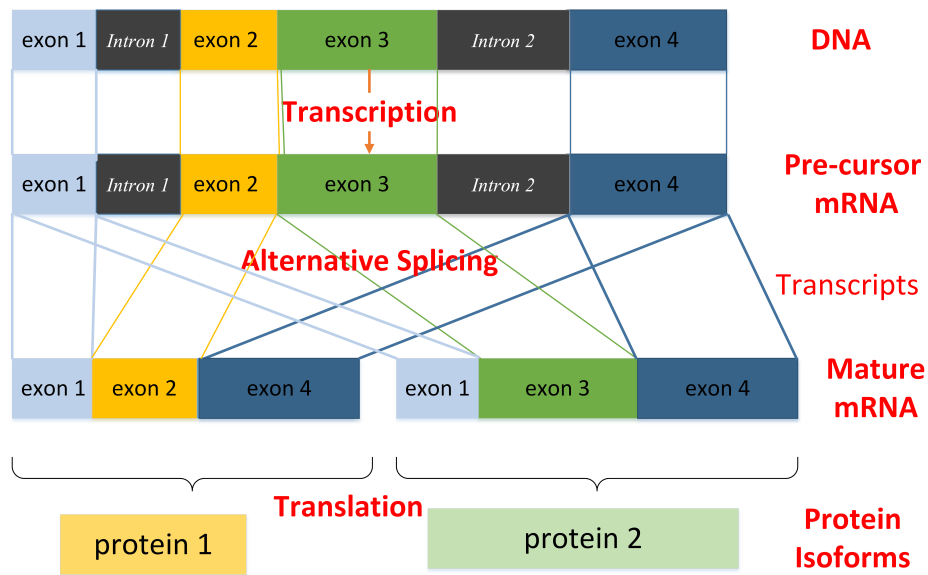 exon 1 Intron 1 exon 2 exon 3 Intron 2 exon 4 DNA
Transcription
exon 1 Intron 1 exon 2 exon 3 Intron 2 exon 4 Pre-cursor
mRNA
Alternative Splicing
Transcripts
exon 1 exon 2 exon 4 exon 1 exon 3 exon 4 Mature
mRNA
Translation
protein 1 protein 2 Protein
Isoforms